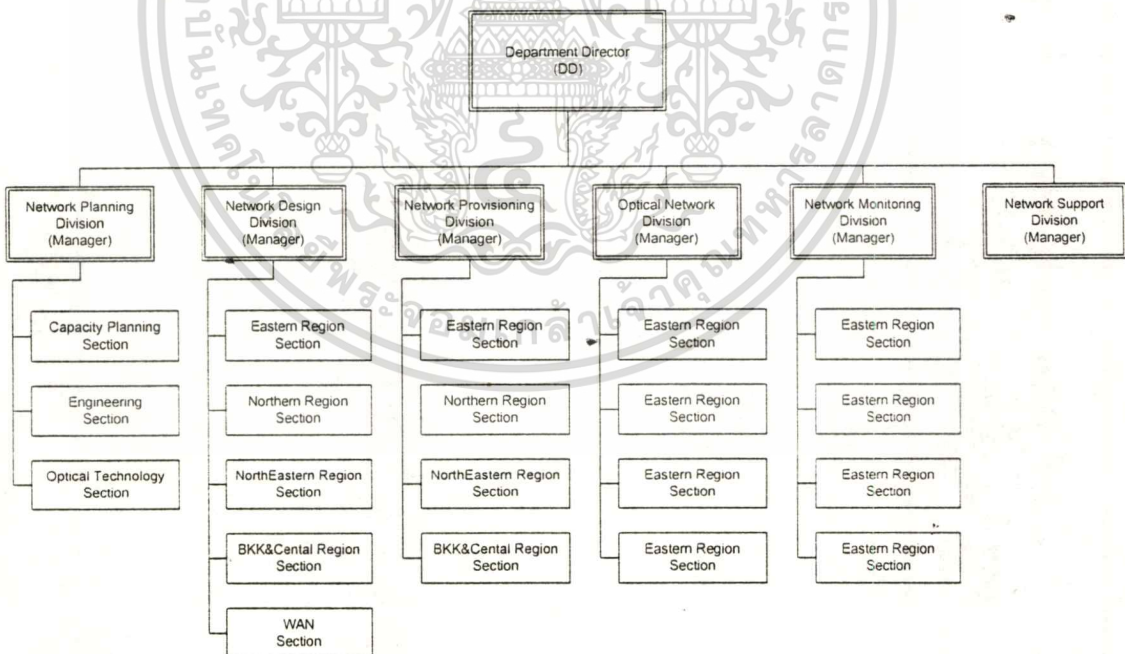 Department Director
(DD)
Network Planning
Division
(Manager)
Network Design
Division
(Manager)
Network Provisioning
Division
(Manager)
Optical Network
Division
(Manager)
Network Monitoring
Division
(Manager)
Network Support
Division
(Manager)
Capacity Planning
Section
Engineering
Section
Optical Technology
Section
Eastern Region
Section
Northern Region
Section
NorthEastern Region
Section
BKK&Cental Region
Section
WAN
Section
Eastern Region
Section
Northern Region
Section
NorthEastern Region
Section
BKK&Cental Region
Section
Eastern Region
Section
Eastern Region
Section
Eastern Region
Section
Eastern Region
Section
Eastern Region
Section
Eastern Region
Section
Eastern Region
Section
Eastern Region
Section